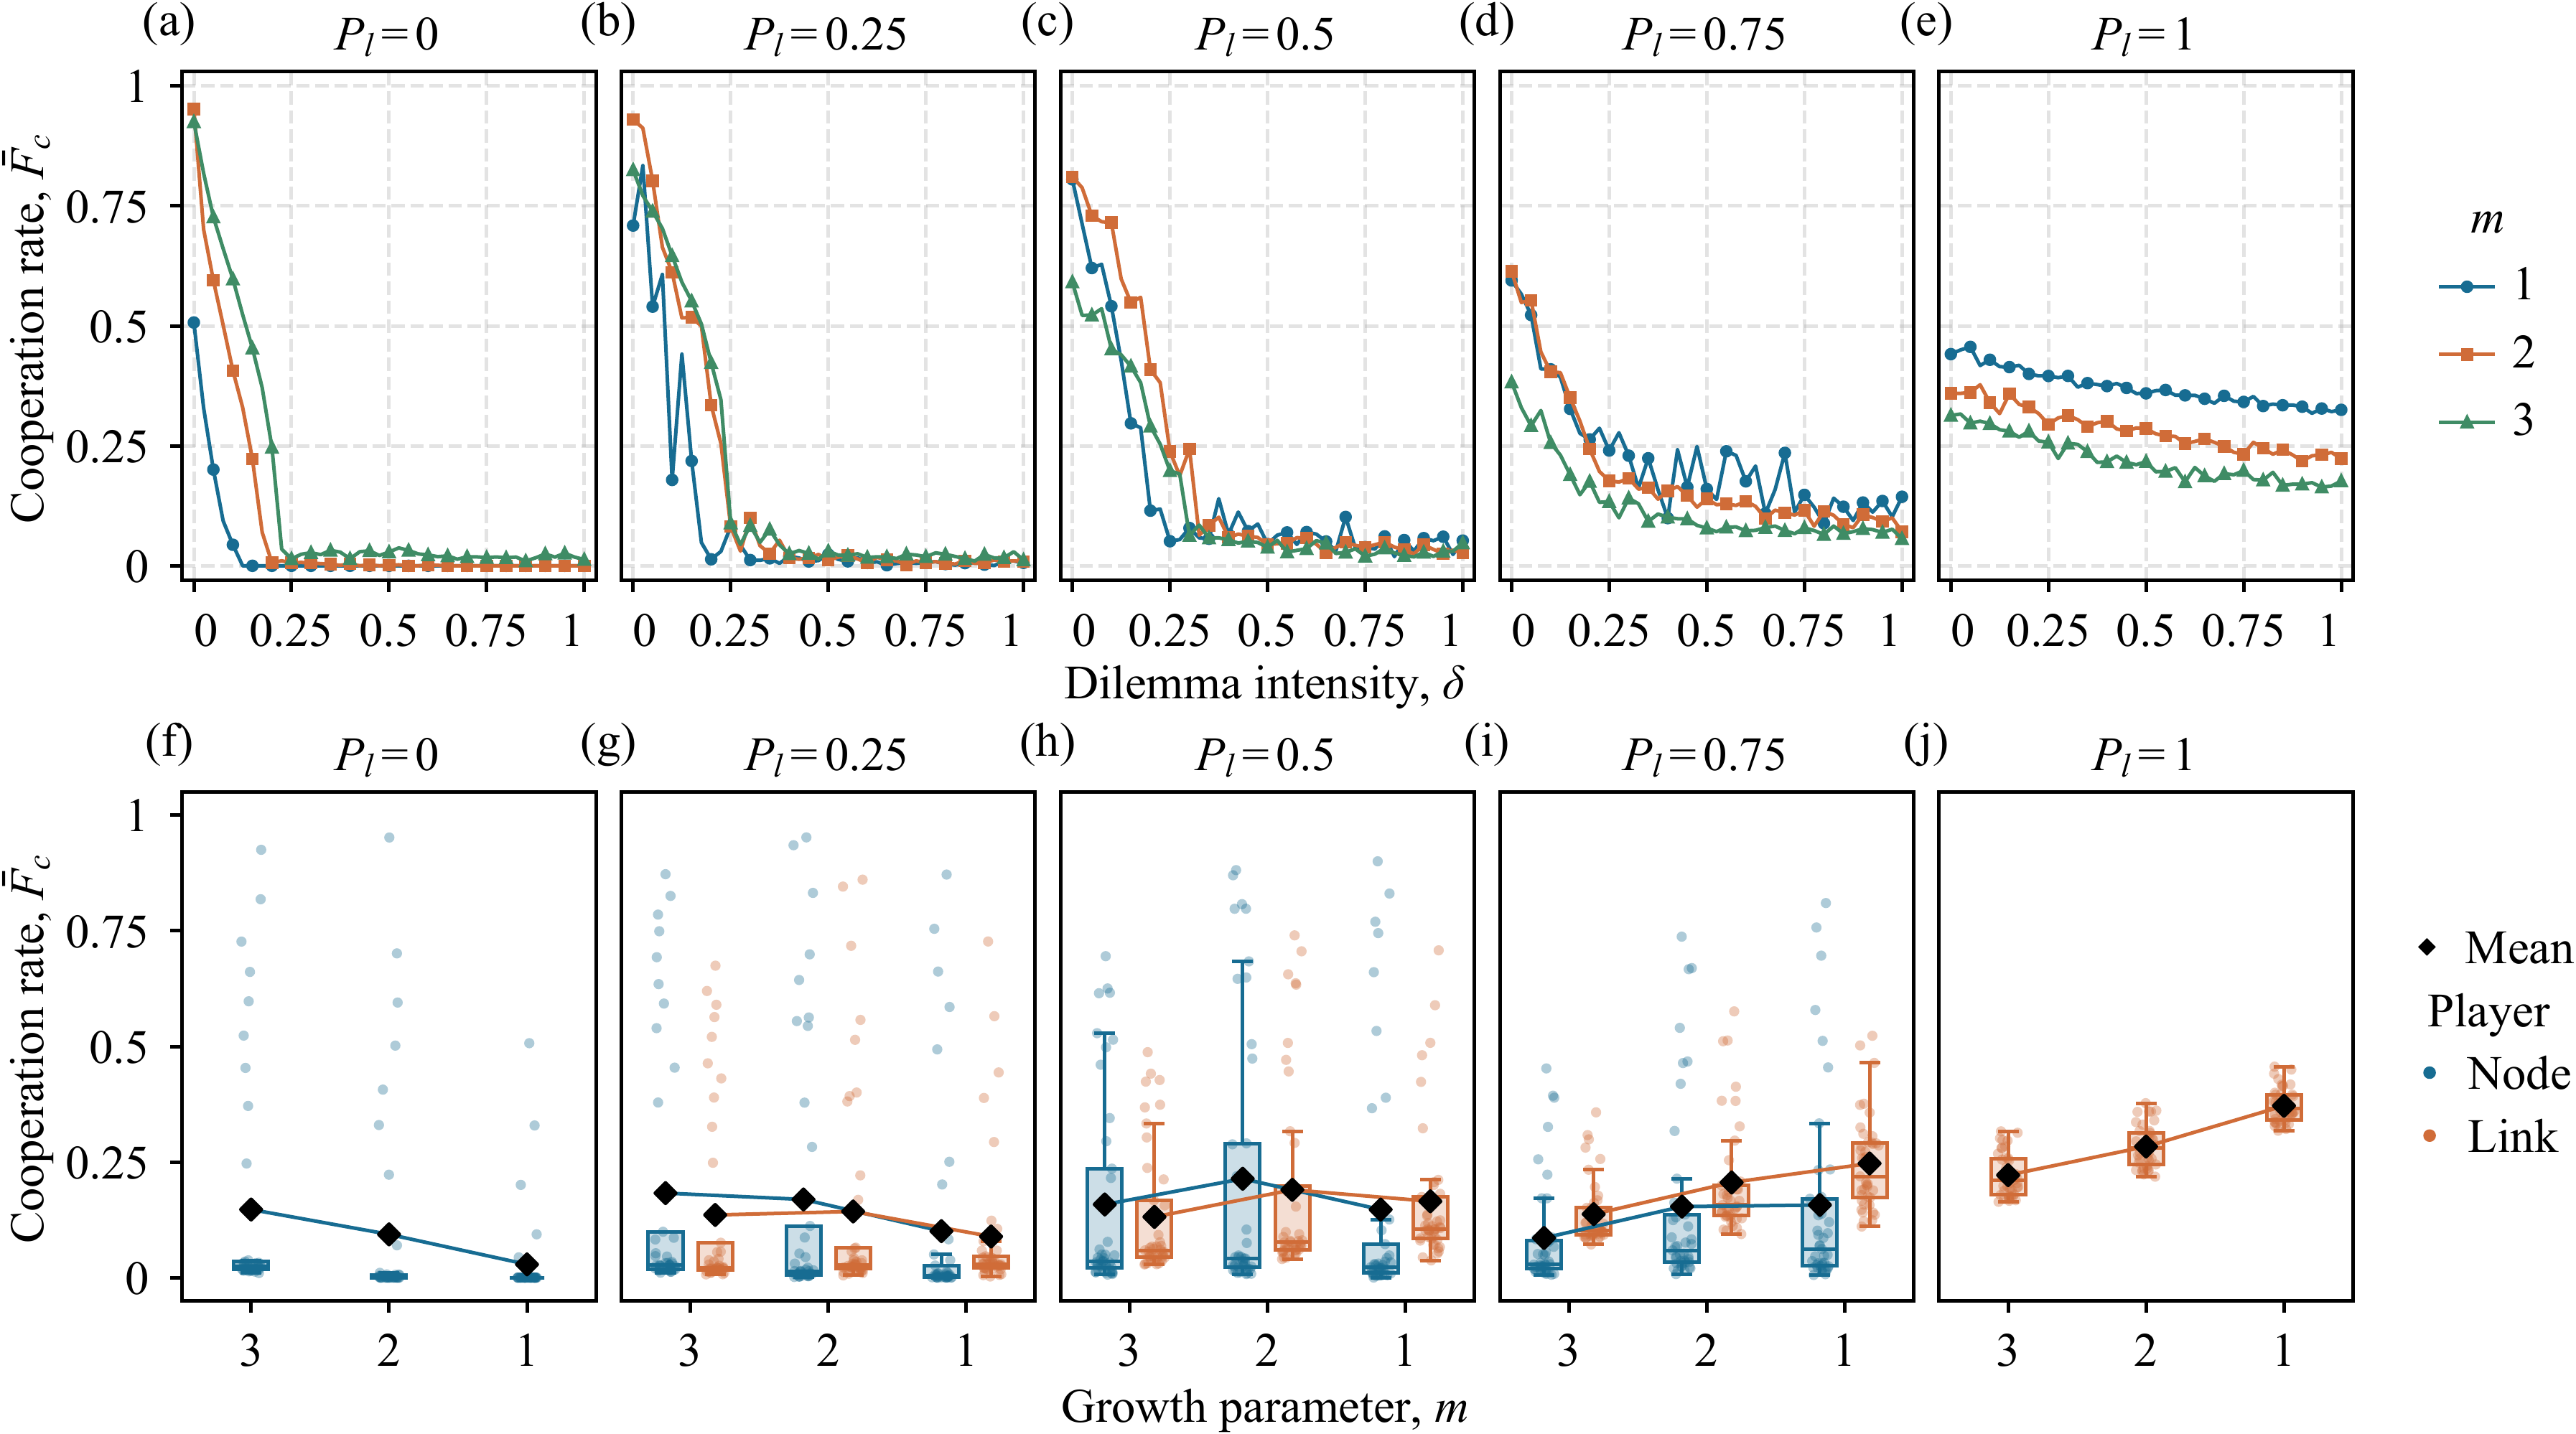 (a) P_l = 0 (b) P_l = 0.25 (c) P_l = 0.5 (d) P_l = 0.75 (e) P_l = 1
Cooperation rate, F̄_c
1
0.75
0.5
0.25
0
0 0.25 0.5 0.75 1 0 0.25 0.5 0.75 1 0 0.25 0.5 0.75 1 0 0.25 0.5 0.75 1 0 0.25 0.5 0.75 1
Dilemma intensity, δ
m
1
2
3
(f) P_l = 0 (g) P_l = 0.25 (h) P_l = 0.5 (i) P_l = 0.75 (j) P_l = 1
Cooperation rate, F̄_c
1
0.75
0.5
0.25
0
3 2 1 3 2 1 3 2 1 3 2 1 3 2 1
Growth parameter, m
Mean
Player
Node
Link